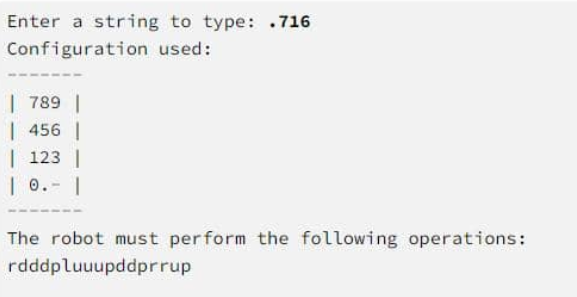 Enter a string to type: .716
Configuration used:
-------
| 789 |
| 456 |
| 123 |
| 0.- |
-------
The robot must perform the following operations:
rdddpluuupddprrup